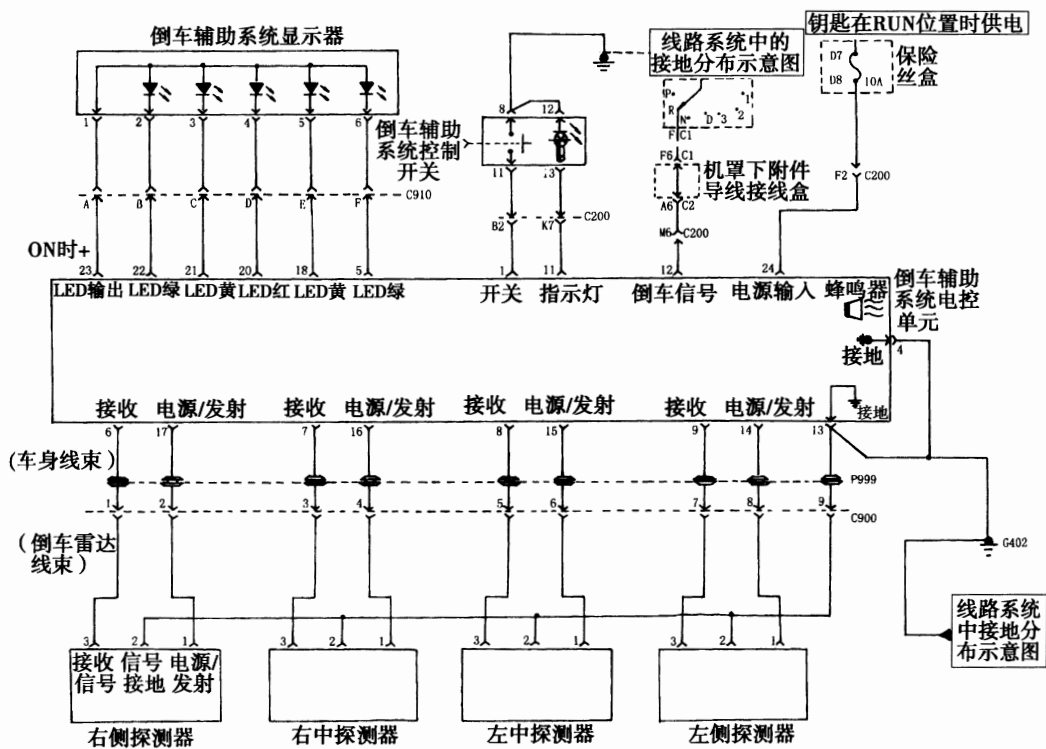 倒车辅助系统显示器
1 2 3 4 5 6
A B C D E F C910
ON时+
23 22 21 20 18 5
LED输出 LED绿 LED黄 LED红 LED黄 LED绿
倒车辅助
系统控制
开关
8 12
11 13
B2 K7 C200
1 11
开关 指示灯
线路系统中的
接地分布示意图
P R N D 3 2 1
F C1
F6 C1
机罩下附件
导线接线盒
A6 C2
M6 C200
12
倒车信号
钥匙在RUN位置时供电
D7
D8 10A
保险
丝盒
F2 C200
24
电源输入
蜂鸣器
倒车辅助
系统电控
单元
接地
4
接收 电源/发射 接收 电源/发射 接收 电源/发射 接收 电源/发射
接地
6 17 7 16 8 15 9 14 13
(车身线束)
P999
1 2 3 4 5 6 7 8 9
C900
(倒车雷达
线束)
G402
线路系统
中接地分
布示意图
3 2 1 3 2 1 3 2 1 3 2 1
接收 信号 电源/
信号 接地 发射
右侧探测器 右中探测器 左中探测器 左侧探测器